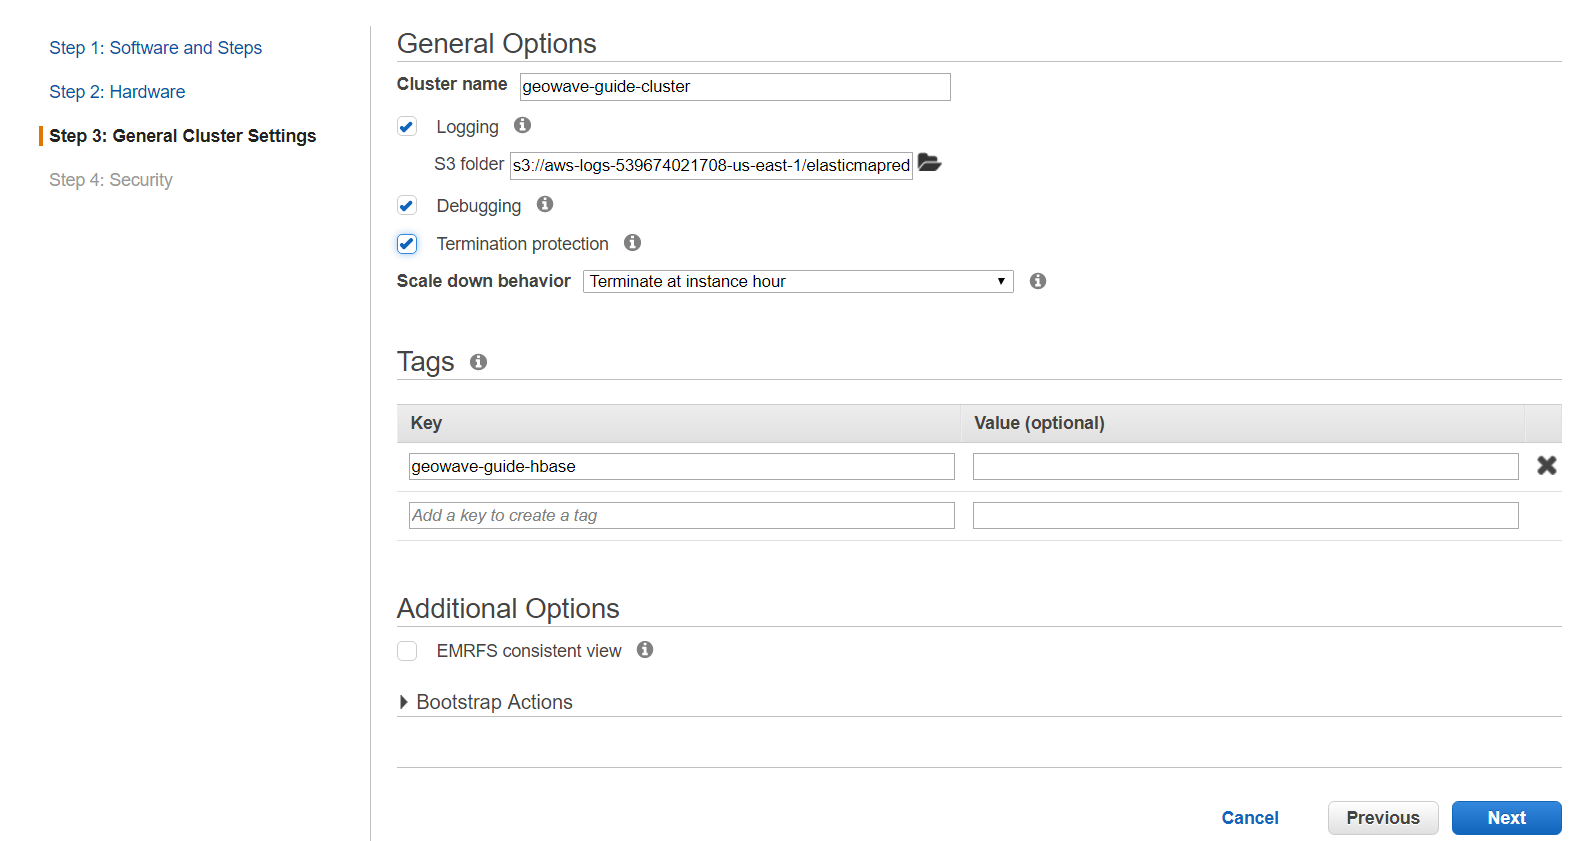 Step 1: Software and Steps
Step 2: Hardware
Step 3: General Cluster Settings
Step 4: Security
General Options
Cluster name geowave-guide-cluster
Logging
S3 folder s3://aws-logs-539674021708-us-east-1/elasticmapred
Debugging
Termination protection
Scale down behavior Terminate at instance hour
Tags
Key Value (optional)
geowave-guide-hbase
Add a key to create a tag
Additional Options
EMRFS consistent view
Bootstrap Actions
Cancel Previous Next